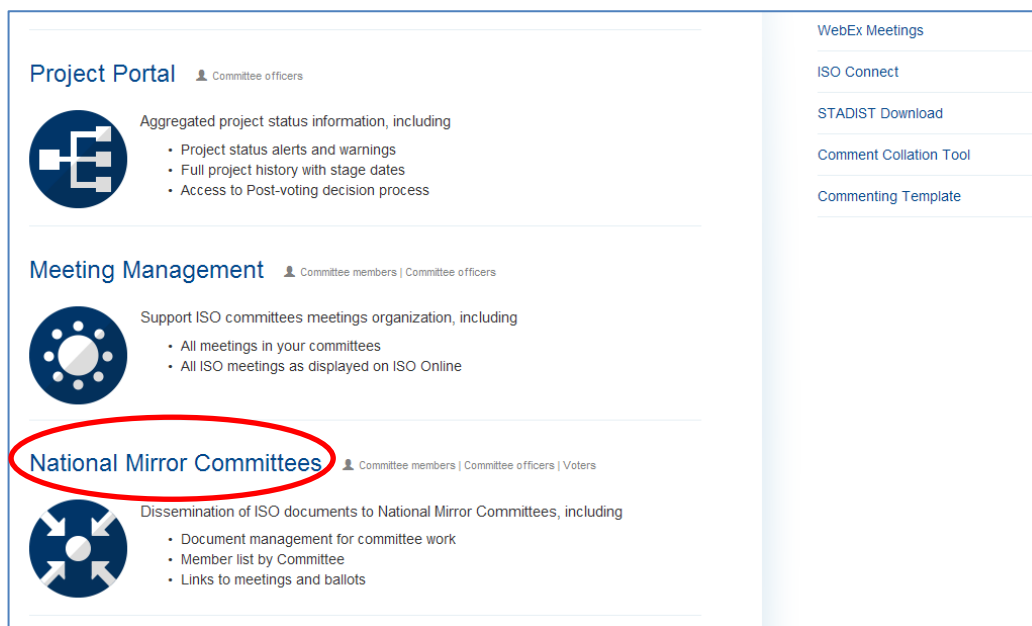 Project Portal Committee officers
Aggregated project status information, including
• Project status alerts and warnings
• Full project history with stage dates
• Access to Post-voting decision process
Meeting Management Committee members | Committee officers
Support ISO committees meetings organization, including
• All meetings in your committees
• All ISO meetings as displayed on ISO Online
National Mirror Committees Committee members | Committee officers | Voters
Dissemination of ISO documents to National Mirror Committees, including
• Document management for committee work
• Member list by Committee
• Links to meetings and ballots
WebEx Meetings
ISO Connect
STADIST Download
Comment Collation Tool
Commenting Template